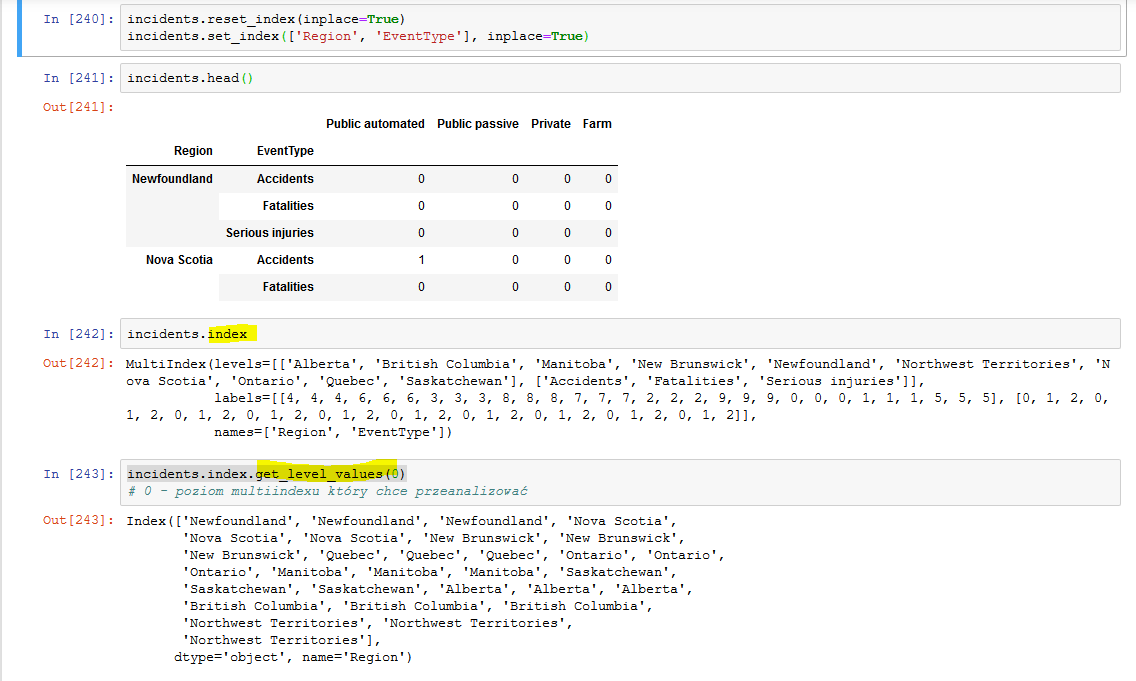 In [240]: incidents.reset_index(inplace=True)
incidents.set_index(['Region', 'EventType'], inplace=True)
In [241]: incidents.head()
Out[241]:
Public automated Public passive Private Farm
Region EventType
Newfoundland Accidents 0 0 0 0
Fatalities 0 0 0 0
Serious injuries 0 0 0 0
Nova Scotia Accidents 1 0 0 0
Fatalities 0 0 0 0
In [242]: incidents.index
Out[242]: MultiIndex(levels=[['Alberta', 'British Columbia', 'Manitoba', 'New Brunswick', 'Newfoundland', 'Northwest Territories', 'N
ova Scotia', 'Ontario', 'Quebec', 'Saskatchewan'], ['Accidents', 'Fatalities', 'Serious injuries']],
labels=[[4, 4, 4, 6, 6, 6, 3, 3, 3, 8, 8, 8, 7, 7, 7, 2, 2, 2, 9, 9, 9, 0, 0, 0, 1, 1, 1, 5, 5, 5], [0, 1, 2, 0,
1, 2, 0, 1, 2, 0, 1, 2, 0, 1, 2, 0, 1, 2, 0, 1, 2, 0, 1, 2, 0, 1, 2, 0, 1, 2]],
names=['Region', 'EventType'])
In [243]: incidents.index.get_level_values(0)
# 0 - poziom multiindexu który chce przeanalizować
Out[243]: Index(['Newfoundland', 'Newfoundland', 'Newfoundland', 'Nova Scotia',
'Nova Scotia', 'Nova Scotia', 'New Brunswick', 'New Brunswick',
'New Brunswick', 'Quebec', 'Quebec', 'Quebec', 'Ontario', 'Ontario',
'Ontario', 'Manitoba', 'Manitoba', 'Manitoba', 'Saskatchewan',
'Saskatchewan', 'Saskatchewan', 'Alberta', 'Alberta', 'Alberta',
'British Columbia', 'British Columbia', 'British Columbia',
'Northwest Territories', 'Northwest Territories',
'Northwest Territories'],
dtype='object', name='Region')